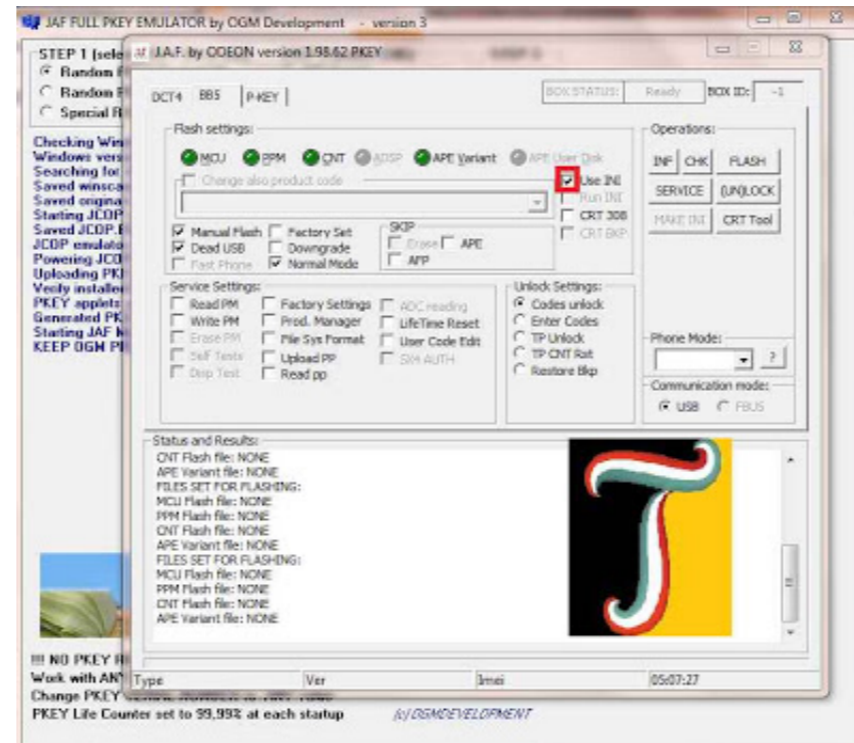 JAF FULL PKEY EMULATOR by OGM Development - version 3
STEP 1 (sele
Random F
Random F
Special R
Checking Win
Windows vers
Searching for
Saved winsca
Saved origina
Starting JCOP
Saved JCOP.
JCOP emulato
Powering JCO
Uploading PK
Verify installe
PKEY applets
Generated PK
Starting JAF
KEEP OGM PK
!!! NO PKEY R
Work with AN
Change PKEY
PKEY Life Counter set to 99,99% at each startup
(c) OGMDEVELOPMENT
J.A.F. by ODEON version 1.98.62 PKEY
DCT4 BB5 P-KEY
BOX STATUS: Ready BOX ID: -1
Flash settings:
MCU PPM CNT ADSP APE Variant APE User Disk
Change also product code
Use INI
Run INI
CRT 308
CRT BKP
Manual Flash Factory Set
Dead USB Downgrade
Fast Phone Normal Mode
SKIP
Erase APE
AFP
Operations:
INF CHK FLASH
SERVICE (UN)LOCK
MAKE INI CRT Tool
Service Settings:
Read PM Factory Settings ADC reading
Write PM Prod. Manager LifeTime Reset
Erase PM File Sys Format User Code Edit
Self Tests Upload PP SIM AUTH
Disp Test Read pp
Unlock Settings:
Codes unlock
Enter Codes
TP Unlock
TP CNT Rat
Restore Bkp
Phone Mode:
?
Communication mode:
USB FBUS
Status and Results:
CNT Flash file: NONE
APE Variant file: NONE
FILES SET FOR FLASHING:
MCU Flash file: NONE
PPM Flash file: NONE
CNT Flash file: NONE
APE Variant file: NONE
FILES SET FOR FLASHING:
MCU Flash file: NONE
PPM Flash file: NONE
CNT Flash file: NONE
APE Variant file: NONE
Type Ver Imei 05:07:27